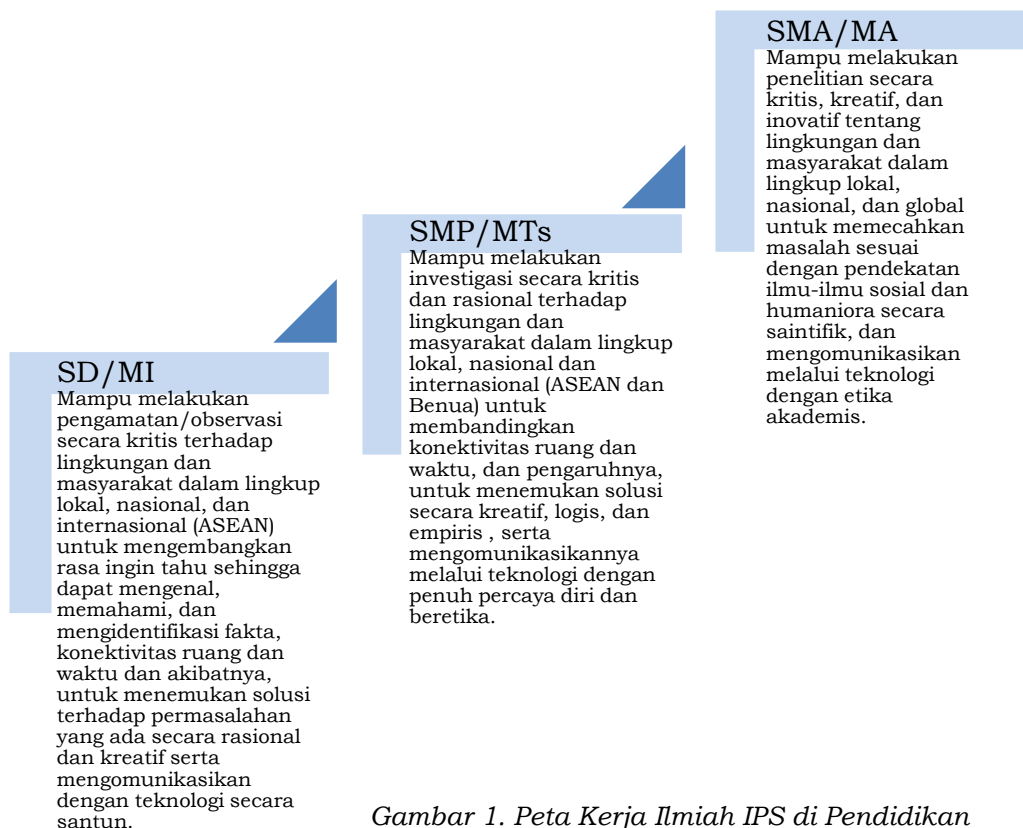 SD/MI
Mampu melakukan
pengamatan/observasi
secara kritis terhadap
lingkungan dan
masyarakat dalam lingkup
lokal, nasional, dan
internasional (ASEAN)
untuk mengembangkan
rasa ingin tahu sehingga
dapat mengenal,
memahami, dan
mengidentifikasi fakta,
konektivitas ruang dan
waktu dan akibatnya,
untuk menemukan solusi
terhadap permasalahan
yang ada secara rasional
dan kreatif serta
mengomunikasikan
dengan teknologi secara
santun.
SMP/MTs
Mampu melakukan
investigasi secara kritis
dan rasional terhadap
lingkungan dan
masyarakat dalam lingkup
lokal, nasional dan
internasional (ASEAN dan
Benua) untuk
membandingkan
konektivitas ruang dan
waktu, dan pengaruhnya,
untuk menemukan solusi
secara kreatif, logis, dan
empiris , serta
mengomunikasikannya
melalui teknologi dengan
penuh percaya diri dan
beretika.
SMA/MA
Mampu melakukan
penelitian secara
kritis, kreatif, dan
inovatif tentang
lingkungan dan
masyarakat dalam
lingkup lokal,
nasional, dan global
untuk memecahkan
masalah sesuai
dengan pendekatan
ilmu-ilmu sosial dan
humaniora secara
saintifik, dan
mengomunikasikan
melalui teknologi
dengan etika
akademis.
Gambar 1. Peta Kerja Ilmiah IPS di Pendidikan